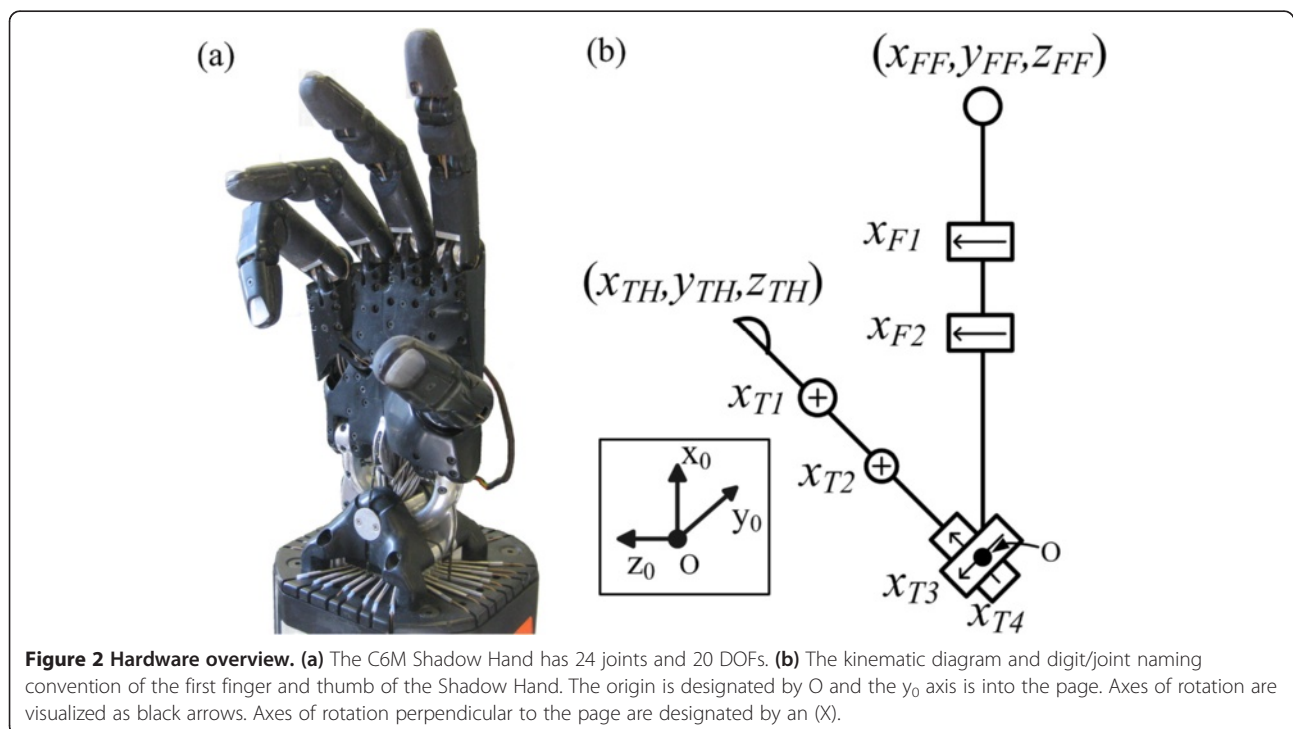 (a)
(b)
(x_FF,y_FF,z_FF)
x_F1
x_F2
(x_TH,y_TH,z_TH)
x_T1
x_T2
x_T3
x_T4
O
x_0
y_0
z_0
O
Figure 2 Hardware overview. (a) The C6M Shadow Hand has 24 joints and 20 DOFs. (b) The kinematic diagram and digit/joint naming
convention of the first finger and thumb of the Shadow Hand. The origin is designated by O and the y_0 axis is into the page. Axes of rotation are
visualized as black arrows. Axes of rotation perpendicular to the page are designated by an (X).